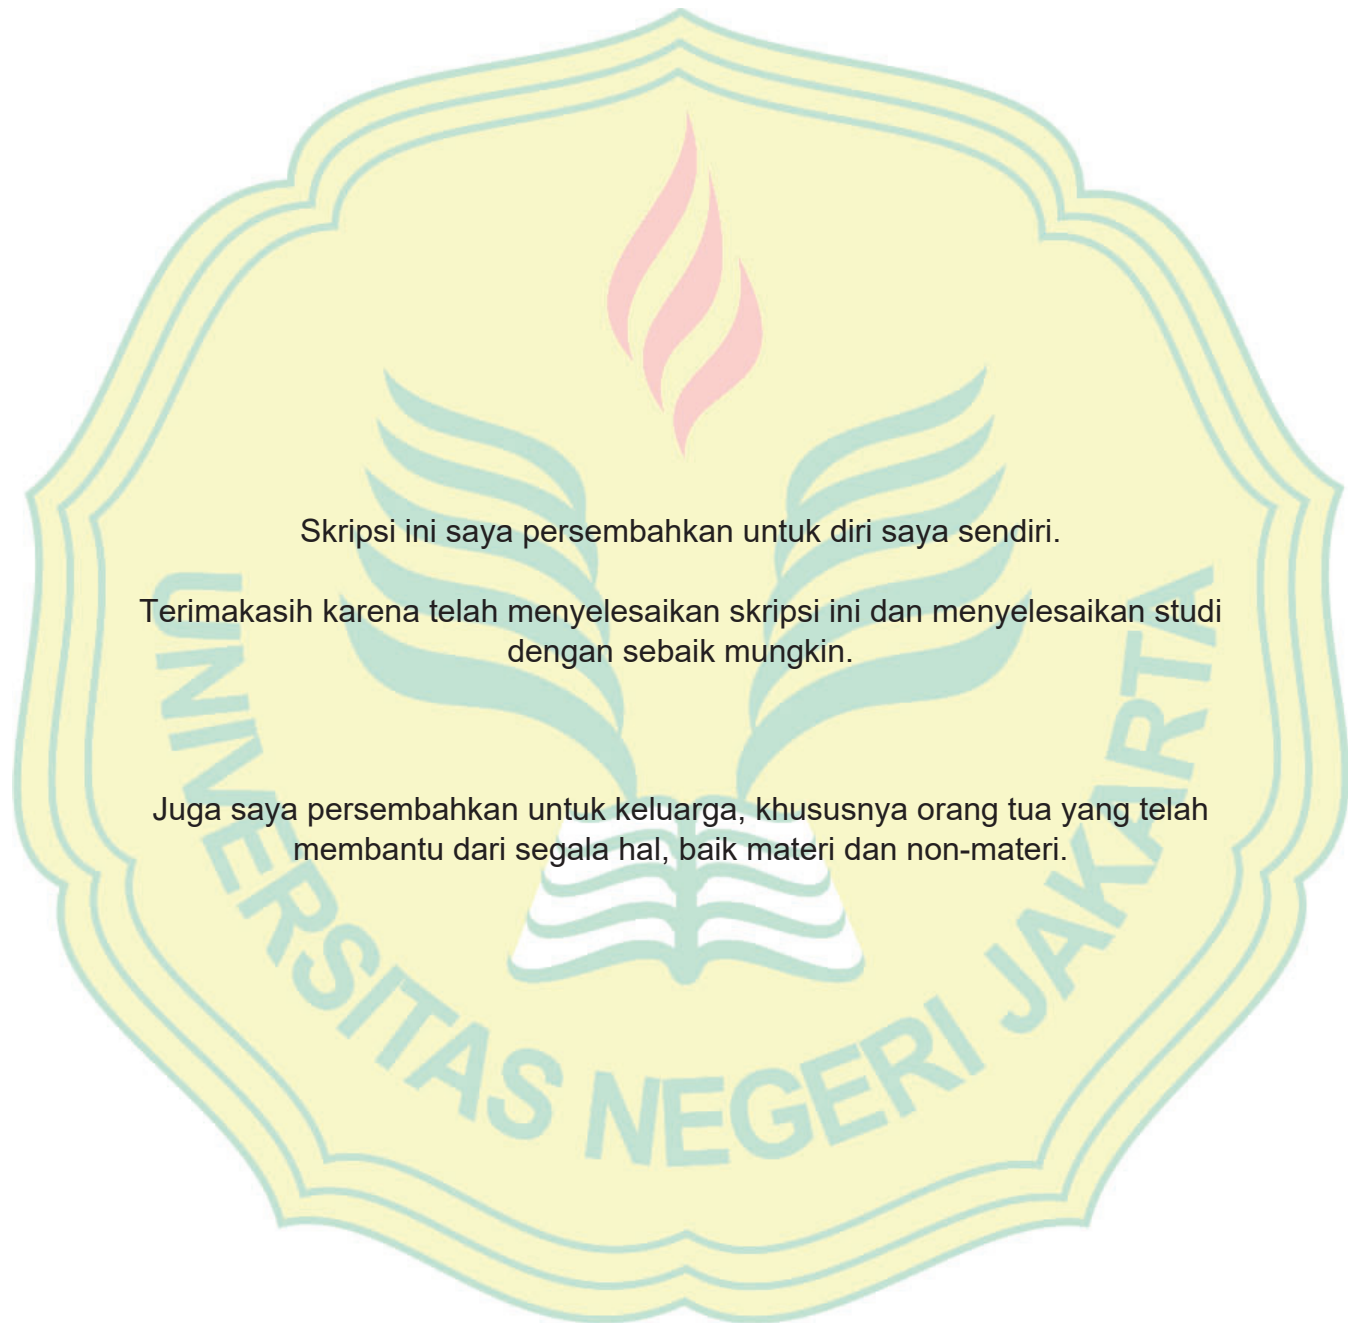 Skripsi ini saya persembahkan untuk diri saya sendiri.
Terimakasih karena telah menyelesaikan skripsi ini dan menyelesaikan studi
dengan sebaik mungkin.
Juga saya persembahkan untuk keluarga, khususnya orang tua yang telah
membantu dari segala hal, baik materi dan non-materi.
UNIVERSITAS NEGERI JAKARTA